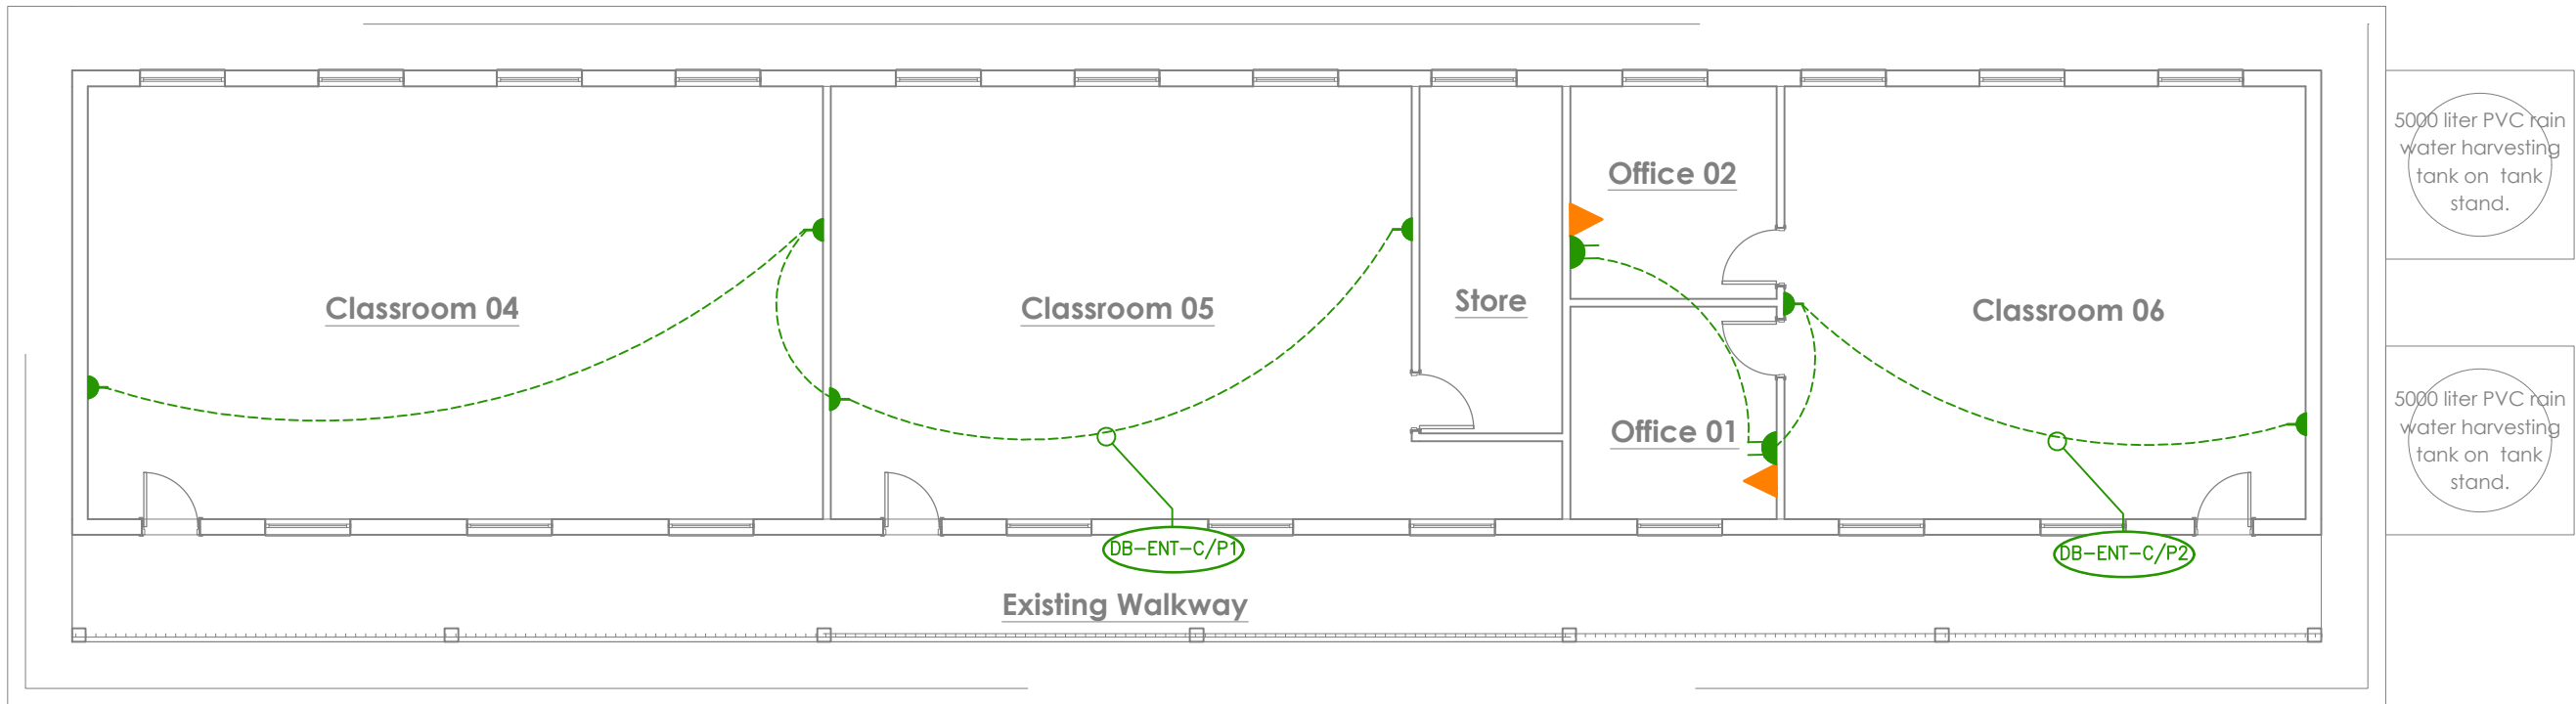 5000 liter PVC rain
water harvesting
tank on tank
stand.
Office 02
Classroom 04
Classroom 05
Store
Classroom 06
5000 liter PVC rain
water harvesting
tank on tank
stand.
Office 01
DB-ENT-C/P1
DB-ENT-C/P2
Existing Walkway